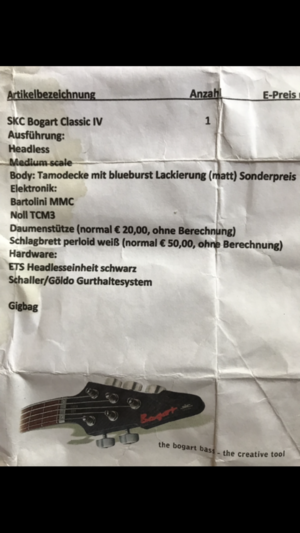 Artikelbezeichnung Anzahl E-Preis
SKC Bogart Classic IV 1
Ausführung:
Headless
Medium scale
Body: Tamodecke mit blueburst Lackierung (matt) Sonderpreis
Elektronik:
Bartolini MMC
Noll TCM3
Daumenstütze (normal € 20,00, ohne Berechnung)
Schlagbrett perloid weiß (normal € 50,00, ohne Berechnung)
Hardware:
ETS Headlesseinheit schwarz
Schaller/Göldo Gurthaltesystem
Gigbag
Bogart
the bogart bass - the creative tool